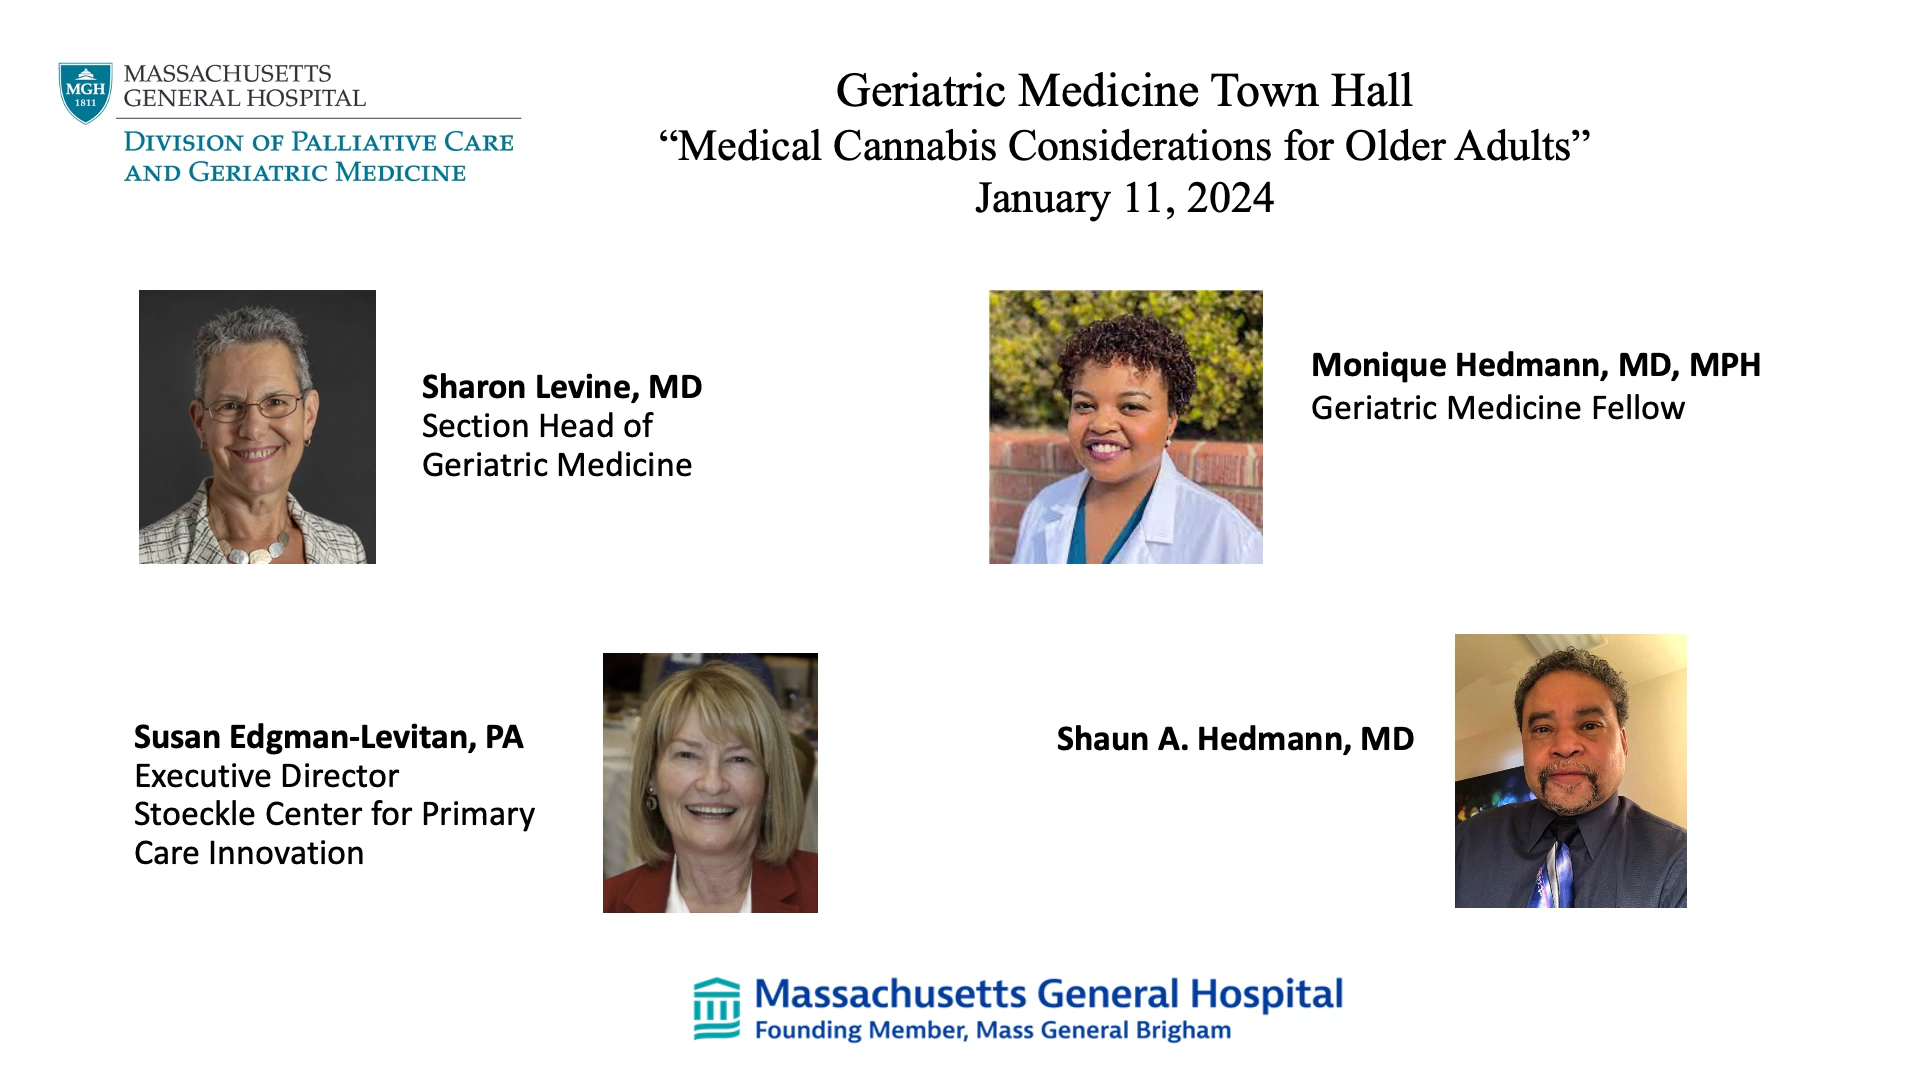 MGH
1811
MASSACHUSETTS
GENERAL HOSPITAL
DIVISION OF PALLIATIVE CARE
AND GERIATRIC MEDICINE
Geriatric Medicine Town Hall
“Medical Cannabis Considerations for Older Adults”
January 11, 2024
Sharon Levine, MD
Section Head of
Geriatric Medicine
Monique Hedmann, MD, MPH
Geriatric Medicine Fellow
Susan Edgman-Levitan, PA
Executive Director
Stoeckle Center for Primary
Care Innovation
Shaun A. Hedmann, MD
Massachusetts General Hospital
Founding Member, Mass General Brigham